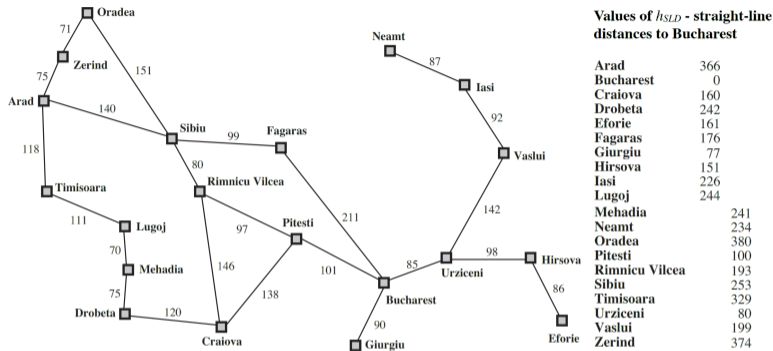 Oradea
71
Zerind
151
75
Arad
140
Sibiu
99
Fagaras
118
80
Timisoara
Rimnicu Vilcea
111
Lugoj
97
Pitesti
211
70
Mehadia
146
101
75
138
Drobeta
120
Craiova
Bucharest
90
Giurgiu
85
Urziceni
98
Hirsova
86
Eforie
142
Vaslui
92
Iasi
87
Neamt
Values of hSLD - straight-line
distances to Bucharest
Arad 366
Bucharest 0
Craiova 160
Drobeta 242
Eforie 161
Fagaras 176
Giurgiu 77
Hirsova 151
Iasi 226
Lugoj 244
Mehadia 241
Neamt 234
Oradea 380
Pitesti 100
Rimnicu Vilcea 193
Sibiu 253
Timisoara 329
Urziceni 80
Vaslui 199
Zerind 374